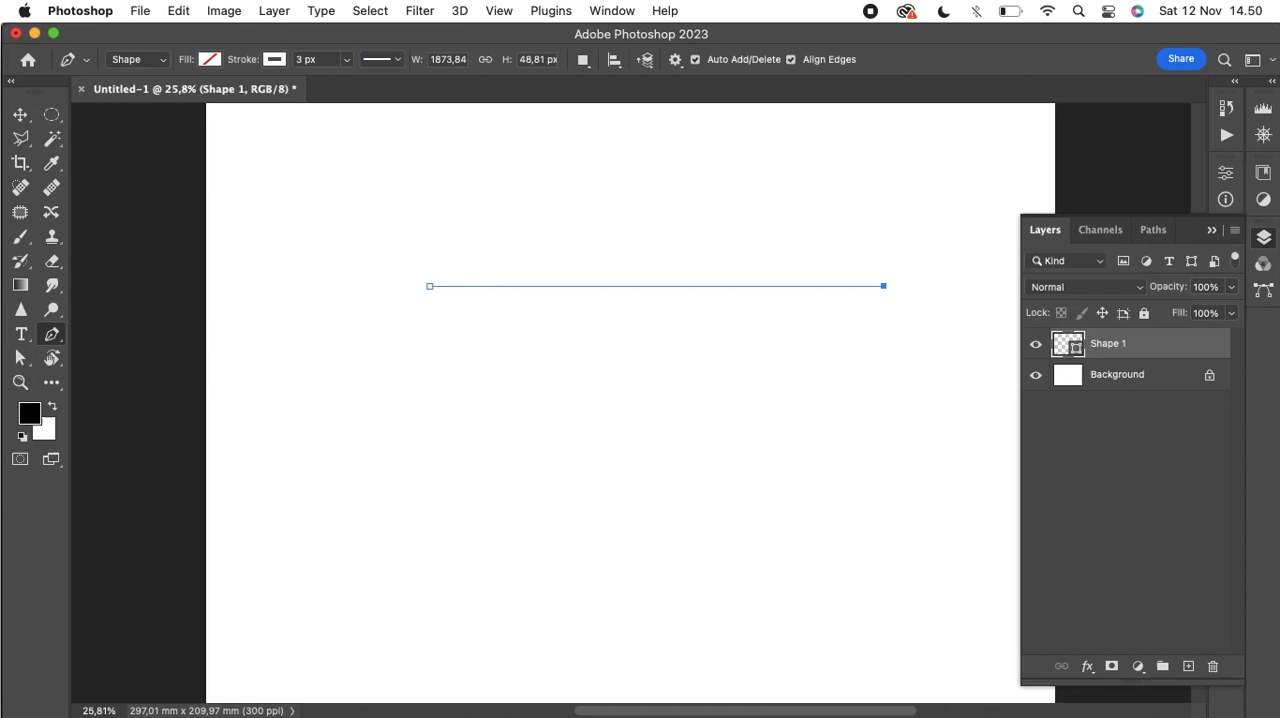 Photoshop File Edit Image Layer Type Select Filter 3D View Plugins Window Help Sat 12 Nov 14.50
Adobe Photoshop 2023
Shape Fill: Stroke: 3 px W: 1873,84 H: 48,81 px Auto Add/Delete Align Edges Share
Untitled-1 @ 25,8% (Shape 1, RGB/8) *
Layers Channels Paths
Kind
Normal Opacity: 100%
Lock: Fill: 100%
Shape 1
Background
25,81% 297,01 mm x 209,97 mm (300 ppi)